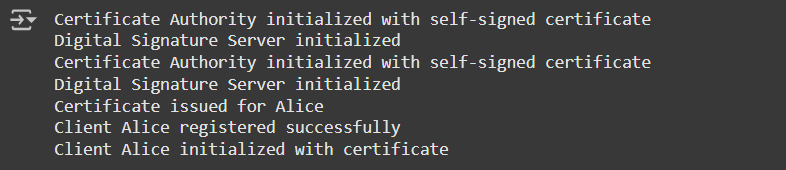 Certificate Authority initialized with self-signed certificate
Digital Signature Server initialized
Certificate Authority initialized with self-signed certificate
Digital Signature Server initialized
Certificate issued for Alice
Client Alice registered successfully
Client Alice initialized with certificate